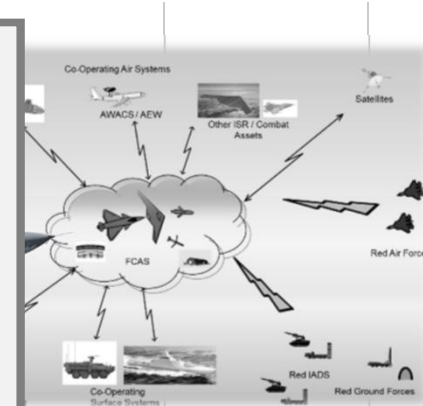 Co-Operating Air Systems
AWACS / AEW
Other ISR / Combat
Assets
Satellites
Red Air Force
FCAS
Red IADS
Red Ground Forces
Co-Operating
Surface Systems